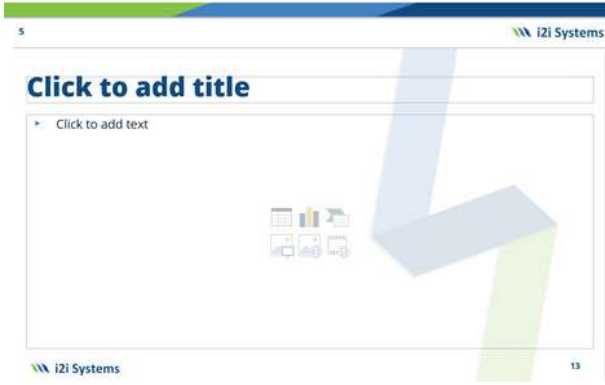 5
i2i Systems
Click to add title
Click to add text
i2i Systems
13